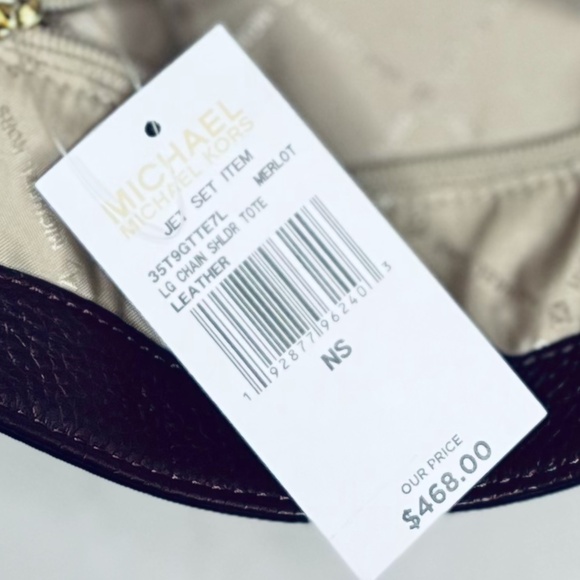 MICHAEL
MICHAEL KORS
JET SET ITEM
35T9GTTE7L MERLOT
LG CHAIN SHLDR TOTE
LEATHER
1 92877 96240 3
NS
OUR PRICE
$468.00